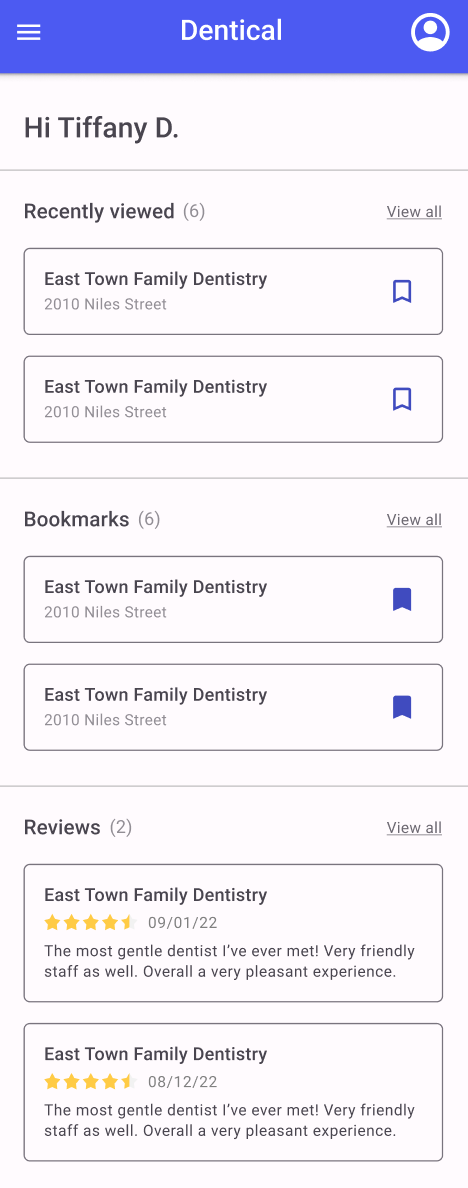 Dentical
Hi Tiffany D.
Recently viewed (6) View all
East Town Family Dentistry
2010 Niles Street
East Town Family Dentistry
2010 Niles Street
Bookmarks (6) View all
East Town Family Dentistry
2010 Niles Street
East Town Family Dentistry
2010 Niles Street
Reviews (2) View all
East Town Family Dentistry
09/01/22
The most gentle dentist I’ve ever met! Very friendly
staff as well. Overall a very pleasant experience.
East Town Family Dentistry
08/12/22
The most gentle dentist I’ve ever met! Very friendly
staff as well. Overall a very pleasant experience.